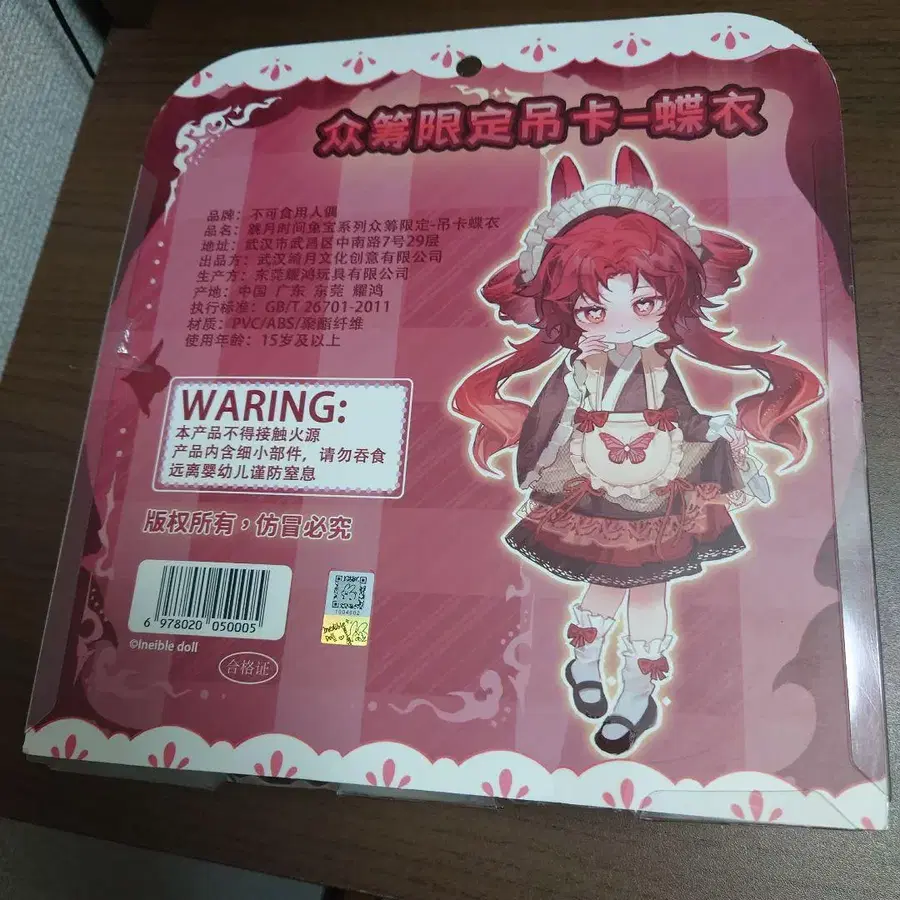 众筹限定吊卡-蝶衣
品牌：不可食用人偶
品名：胱月时间兔宝系列众筹限定-吊卡蝶衣
地址：武汉市武昌区中南路7号29层
出品方：武汉绮月文化创意有限公司
生产方：东莞耀鸿玩具有限公司
产地：中国 广东 东莞 耀鸿
执行标准：GB/T 26701-2011
材质：PVC/ABS/聚酯纤维
使用年龄：15岁及以上
WARING:
本产品不得接触火源
产品内含细小部件，请勿吞食
远离婴幼儿谨防窒息
版权所有，仿冒必究
6 978020 050005
©Ineible doll
合格证